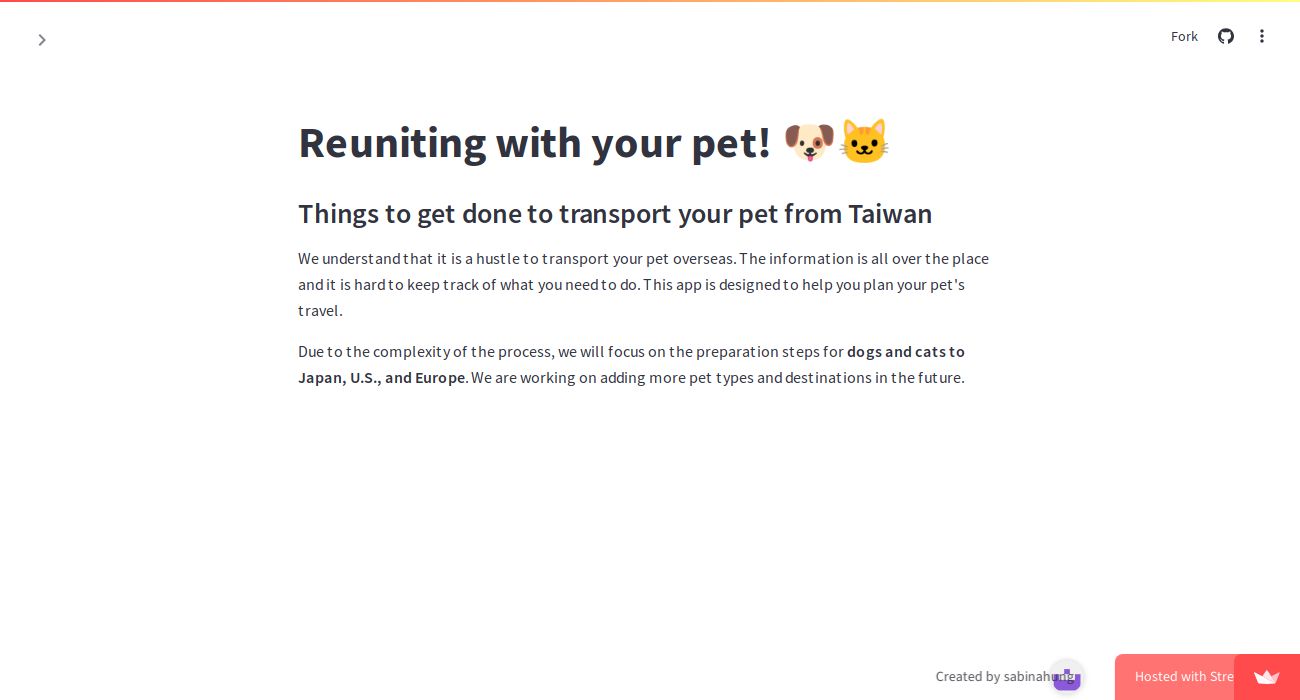 Fork
Reuniting with your pet! 🐶🐱
Things to get done to transport your pet from Taiwan
We understand that it is a hustle to transport your pet overseas. The information is all over the place
and it is hard to keep track of what you need to do. This app is designed to help you plan your pet's
travel.
Due to the complexity of the process, we will focus on the preparation steps for dogs and cats to
Japan, U.S., and Europe. We are working on adding more pet types and destinations in the future.
Created by sabinahung
Hosted with Stre